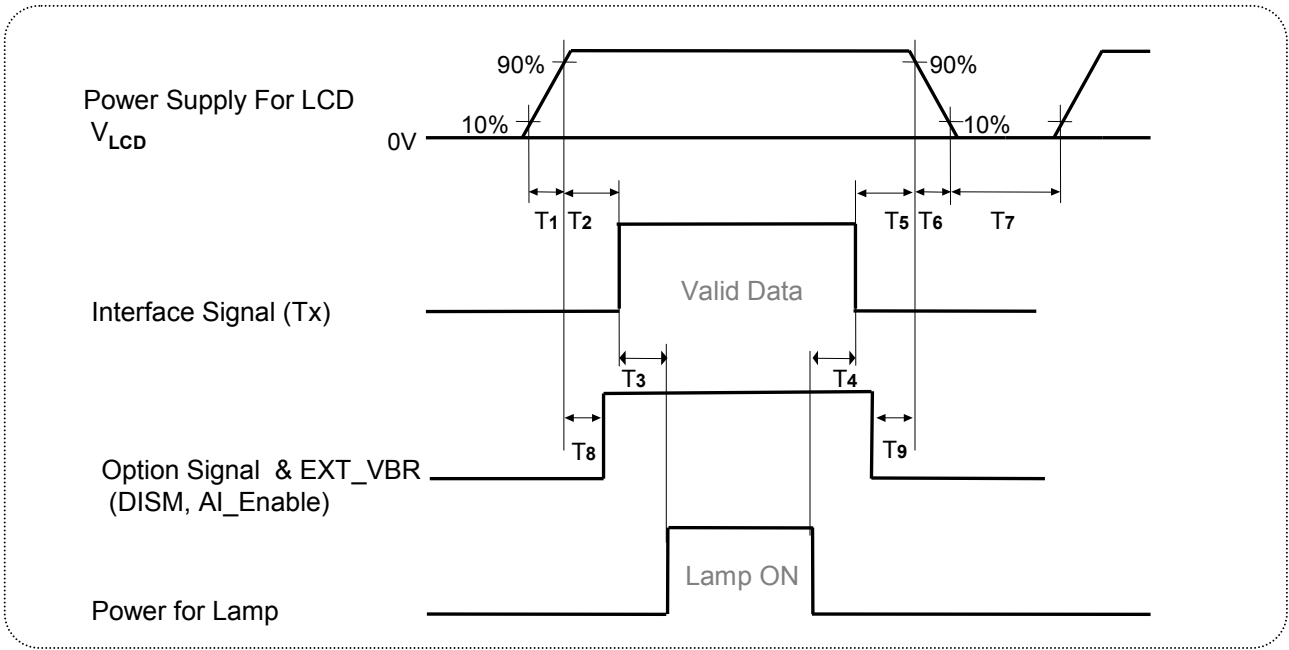 90%
90%
Power Supply For LCD
10%
10%
VLCD
0V
T1 T2 T5 T6 T7
Valid Data
Interface Signal (Tx)
T3 T4
T8 T9
Option Signal & EXT_VBR
(DISM, AI_Enable)
Lamp ON
Power for Lamp